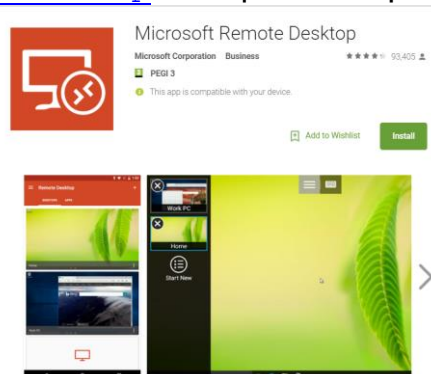 Microsoft Remote Desktop
Microsoft Corporation Business
93,405
PEGI 3
This app is compatible with your device.
Add to Wishlist
Install
Remote Desktop
Work PC
Home
Start New